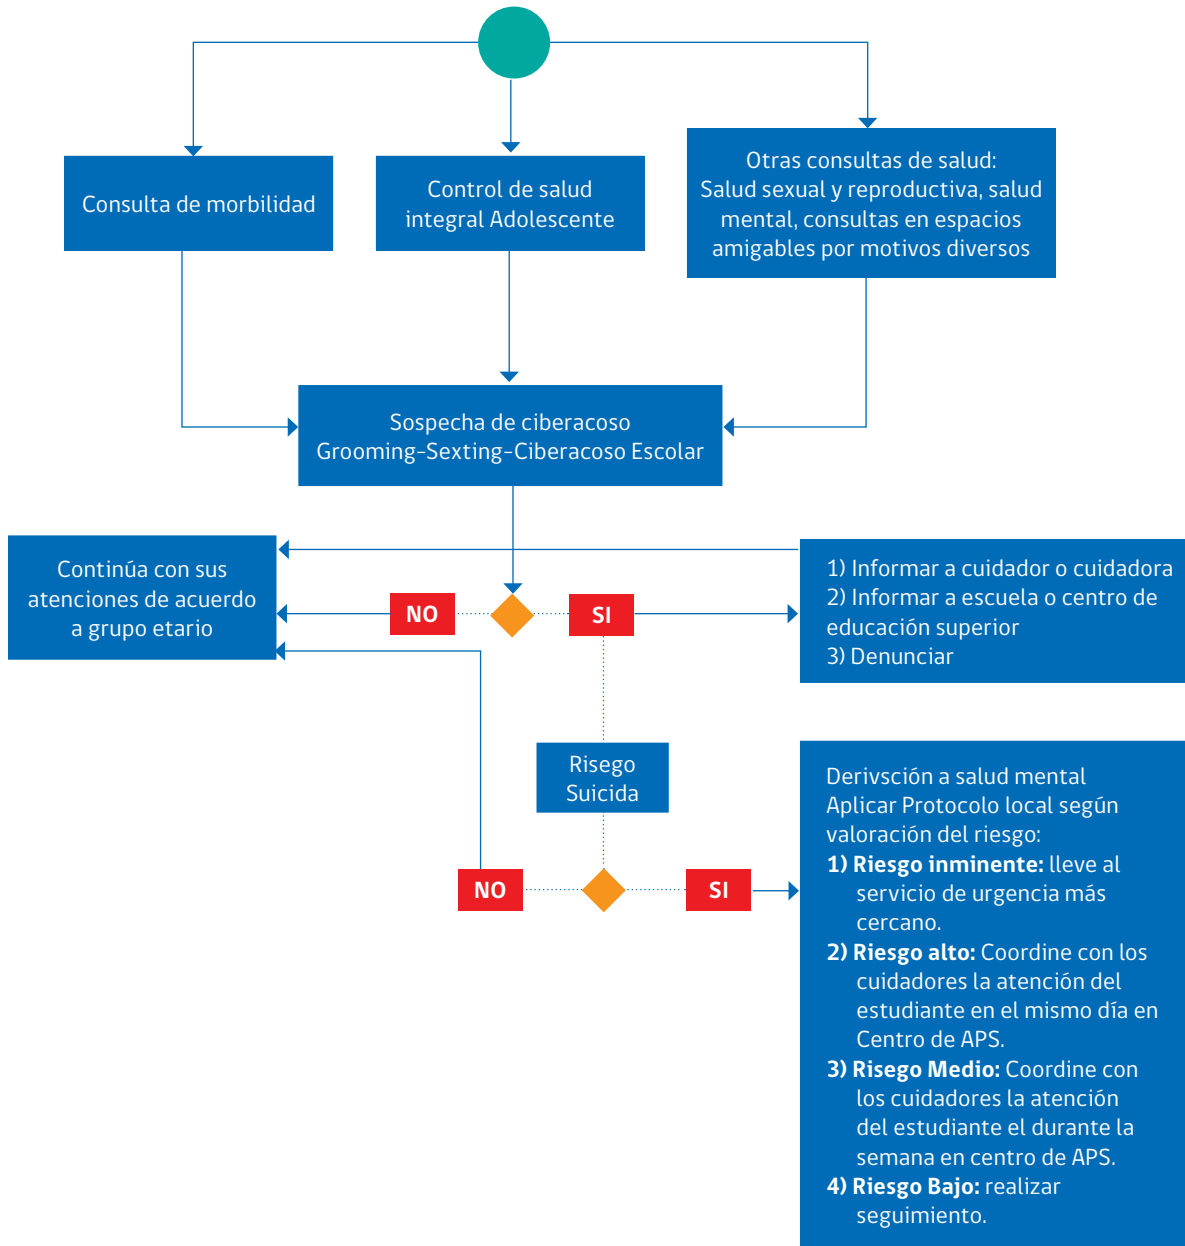 Consulta de morbilidad
Control de salud
integral Adolescente
Otras consultas de salud:
Salud sexual y reproductiva, salud
mental, consultas en espacios
amigables por motivos diversos
Sospecha de ciberacoso
Grooming-Sexting-Ciberacoso Escolar
Continúa con sus
atenciones de acuerdo
a grupo etario
NO
SI
1) Informar a cuidador o cuidadora
2) Informar a escuela o centro de
educación superior
3) Denunciar
Risego
Suicida
NO
SI
Derivsción a salud mental
Aplicar Protocolo local según
valoración del riesgo:
1) Riesgo inminente: lleve al
servicio de urgencia más
cercano.
2) Riesgo alto: Coordine con los
cuidadores la atención del
estudiante en el mismo día en
Centro de APS.
3) Risego Medio: Coordine con
los cuidadores la atención
del estudiante el durante la
semana en centro de APS.
4) Riesgo Bajo: realizar
seguimiento.